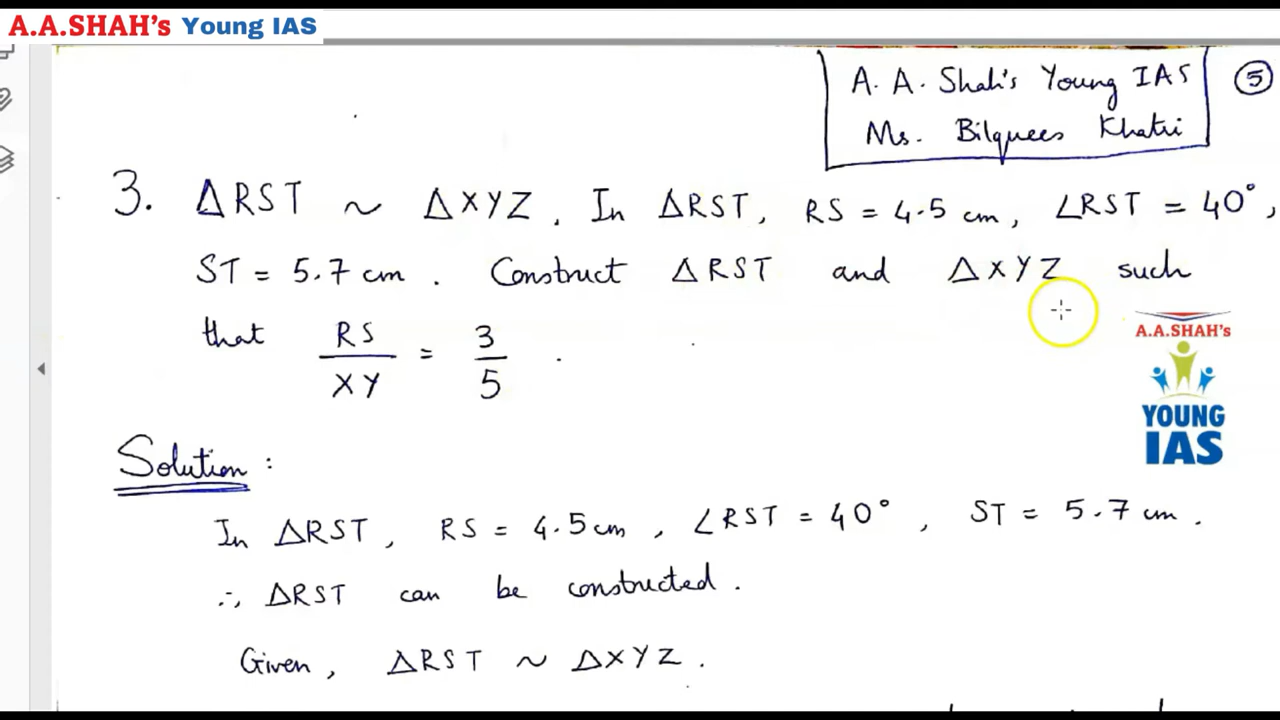 A.A.SHAH's Young IAS
A. A. Shah's Young IAS ⑤
Ms. Bilquees Khatri
3. ΔRST ~ ΔXYZ. In ΔRST, RS = 4.5 cm, ∠RST = 40°,
ST = 5.7 cm. Construct ΔRST and ΔXYZ such
that RS/XY = 3/5.
A.A.SHAH's
YOUNG
IAS
Solution:
In ΔRST, RS = 4.5 cm, ∠RST = 40°, ST = 5.7 cm.
∴ ΔRST can be constructed.
Given, ΔRST ~ ΔXYZ.